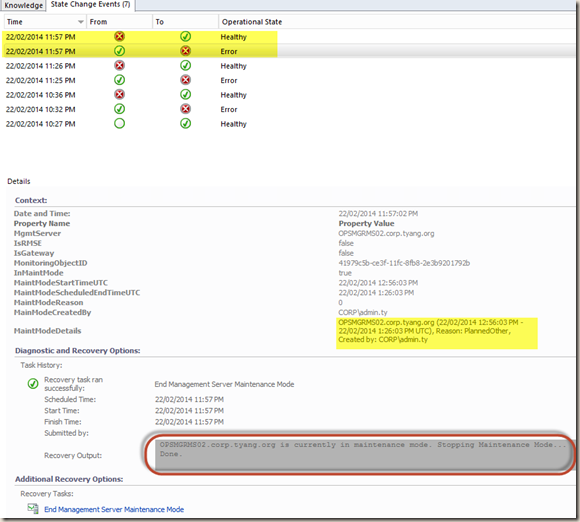 Knowledge State Change Events (7)
Time From To Operational State
22/02/2014 11:57 PM Healthy
22/02/2014 11:57 PM Error
22/02/2014 11:26 PM Healthy
22/02/2014 11:25 PM Error
22/02/2014 10:36 PM Healthy
22/02/2014 10:32 PM Error
22/02/2014 10:27 PM Healthy
Details
Context:
Date and Time: 22/02/2014 11:57:02 PM
Property Name Property Value
MgmtServer OPSMGRMS02.corp.tyang.org
IsRMSE false
IsGateway false
MonitoringObjectID 41979c5b-ce3f-11fc-8fb8-2e3b9201792b
InMaintMode true
MaintModeStartTimeUTC 22/02/2014 12:56:03 PM
MaintModeScheduledEndTimeUTC 22/02/2014 1:26:03 PM
MaintModeReason 0
MainModeCreatedBy CORP\admin.ty
MaintModeDetails OPSMGRMS02.corp.tyang.org (22/02/2014 12:56:03 PM -
22/02/2014 1:26:03 PM UTC), Reason: PlannedOther,
Created by: CORP\admin.ty
Diagnostic and Recovery Options:
Task History:
Recovery task ran
successfully: End Management Server Maintenance Mode
Scheduled Time: 22/02/2014 11:57 PM
Start Time: 22/02/2014 11:57 PM
Finish Time: 22/02/2014 11:57 PM
Submitted by:
Recovery Output: OPSMGRMS02.corp.tyang.org is currently in maintenance mode. Stopping Maintenance Mode...
Done.
Additional Recovery Options:
Recovery Tasks:
End Management Server Maintenance Mode